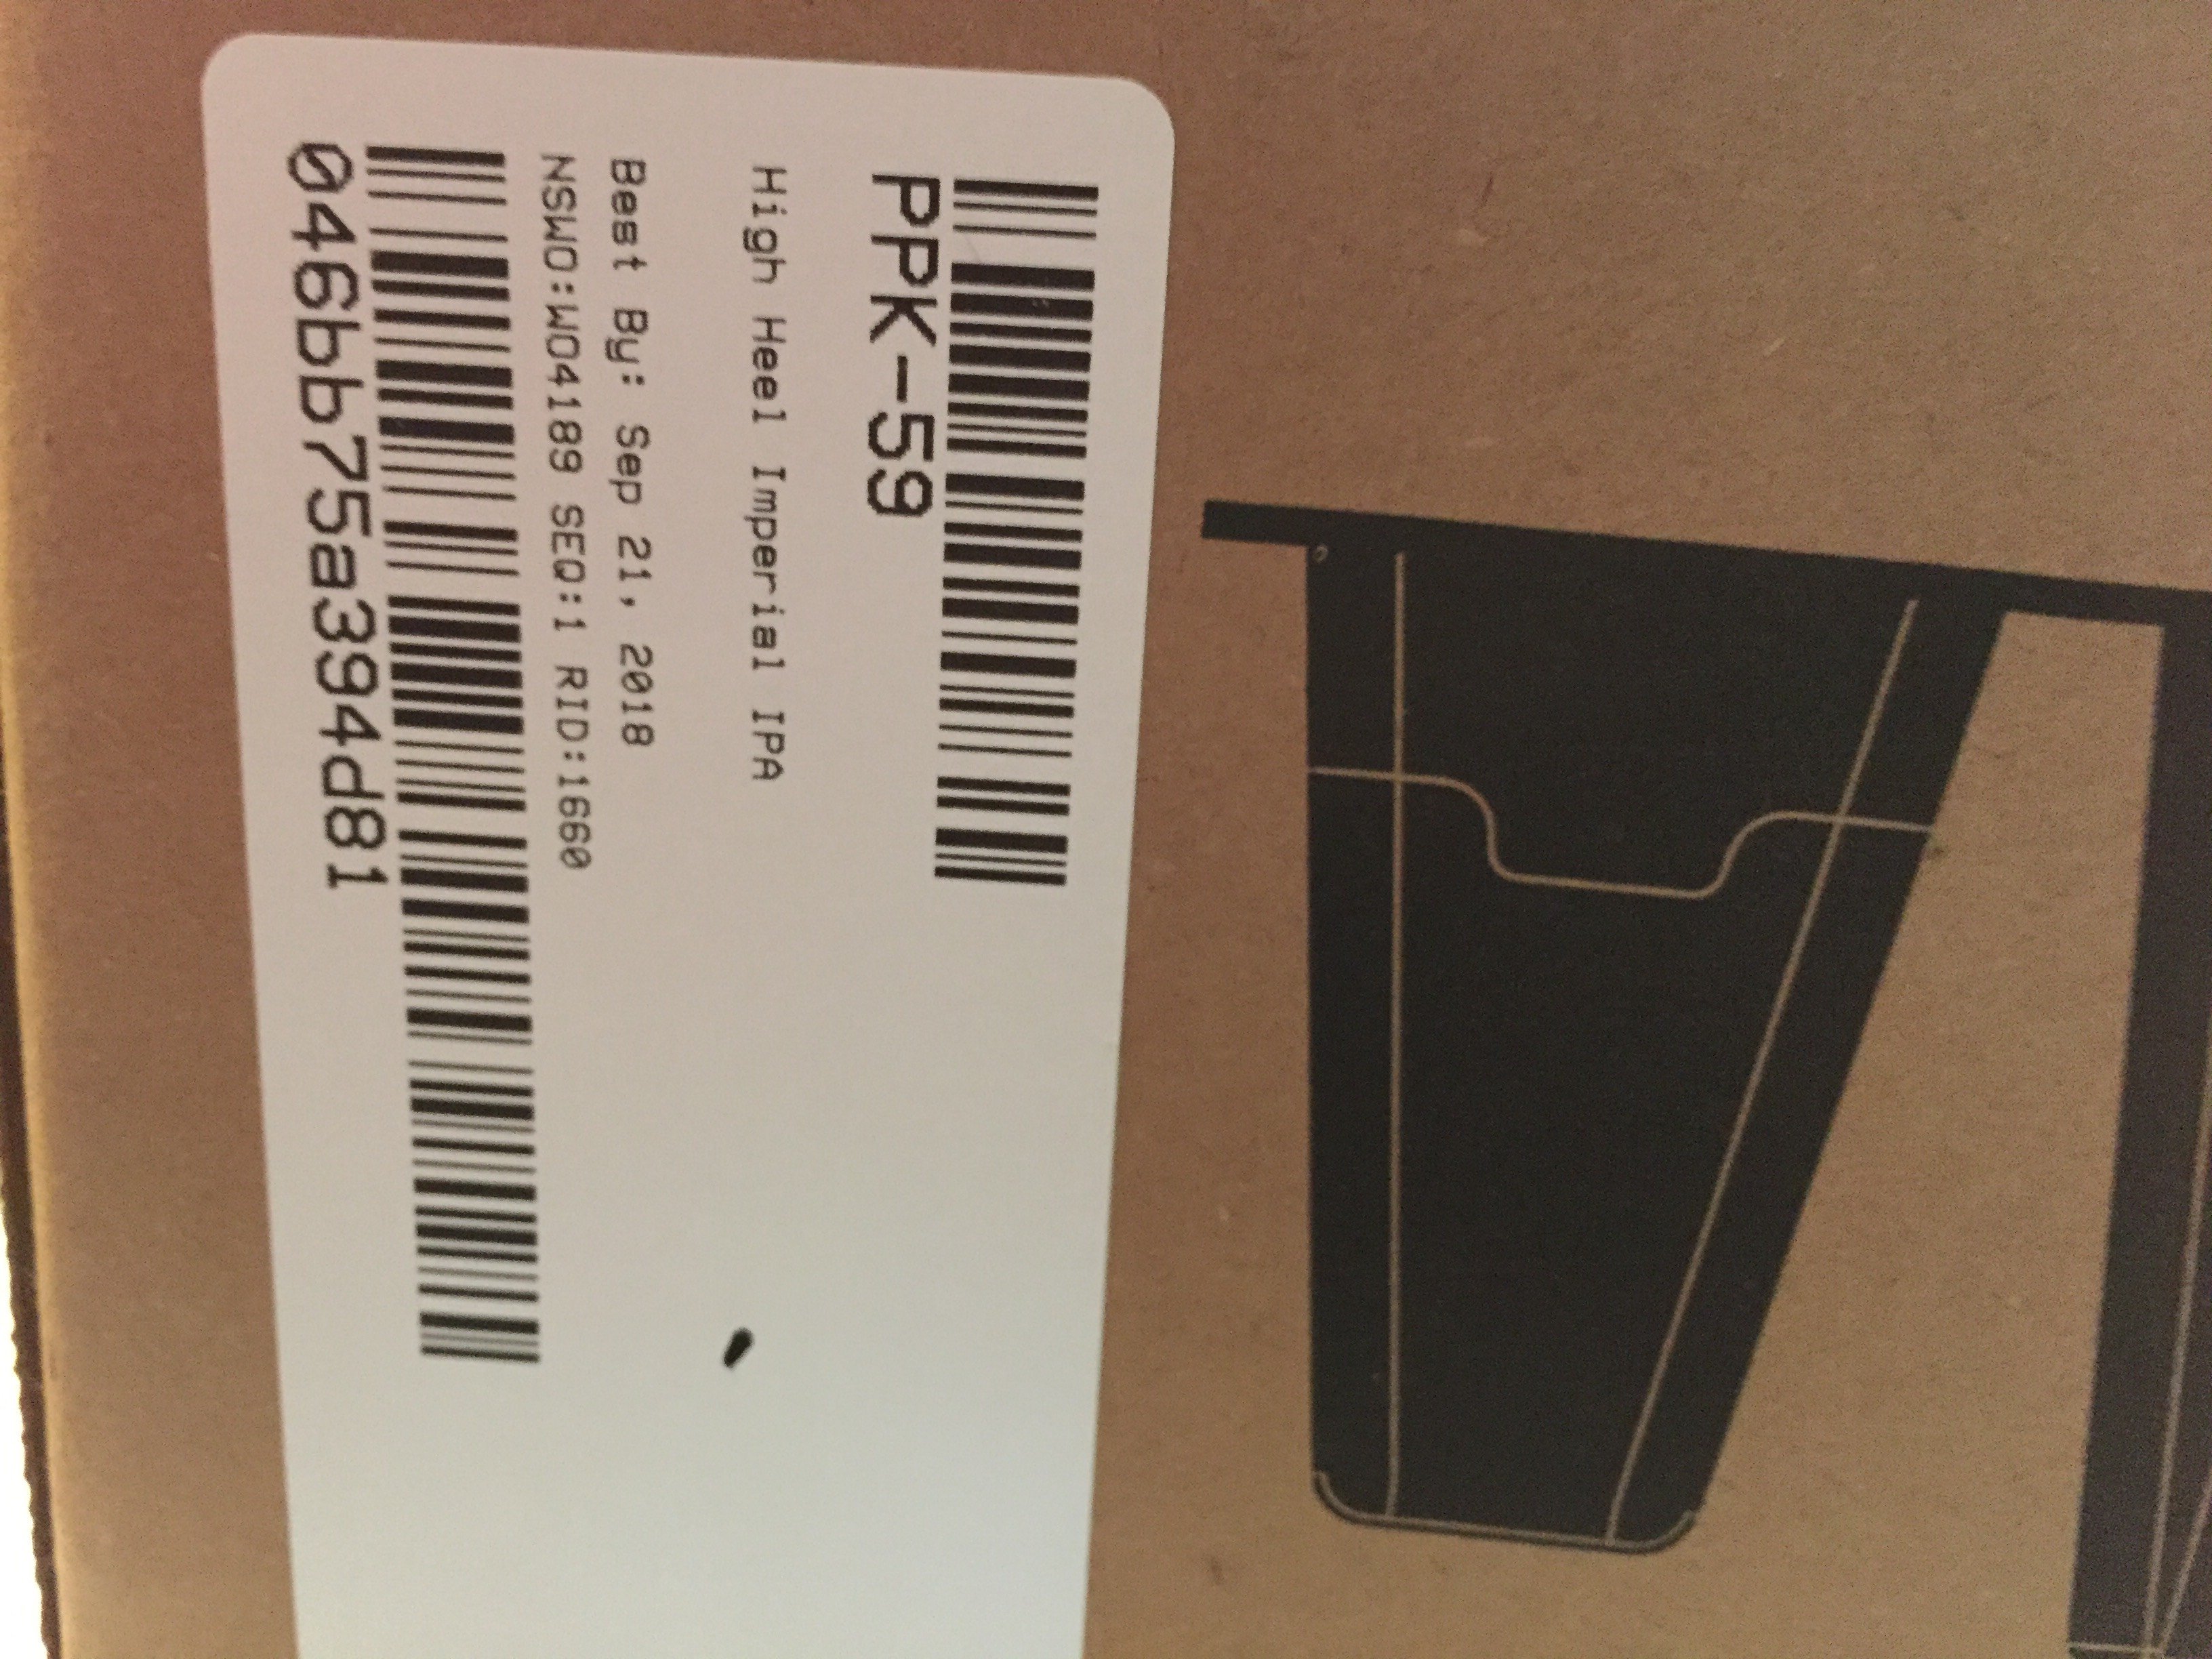 PPK-59
High Heel Imperial IPA
Best By: Sep 21, 2018
NSWO:WO4189 SEQ:1 RID:1660
046bb75a394d81